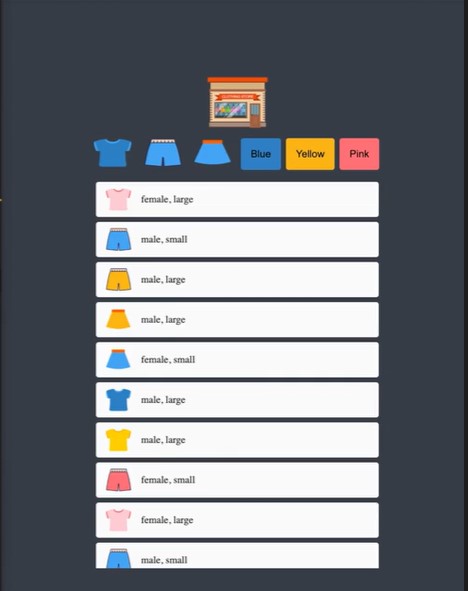 CLOTHING STORE
Blue
Yellow
Pink
female, large
male, small
male, large
male, large
female, small
male, large
male, large
female, small
female, large
male, small